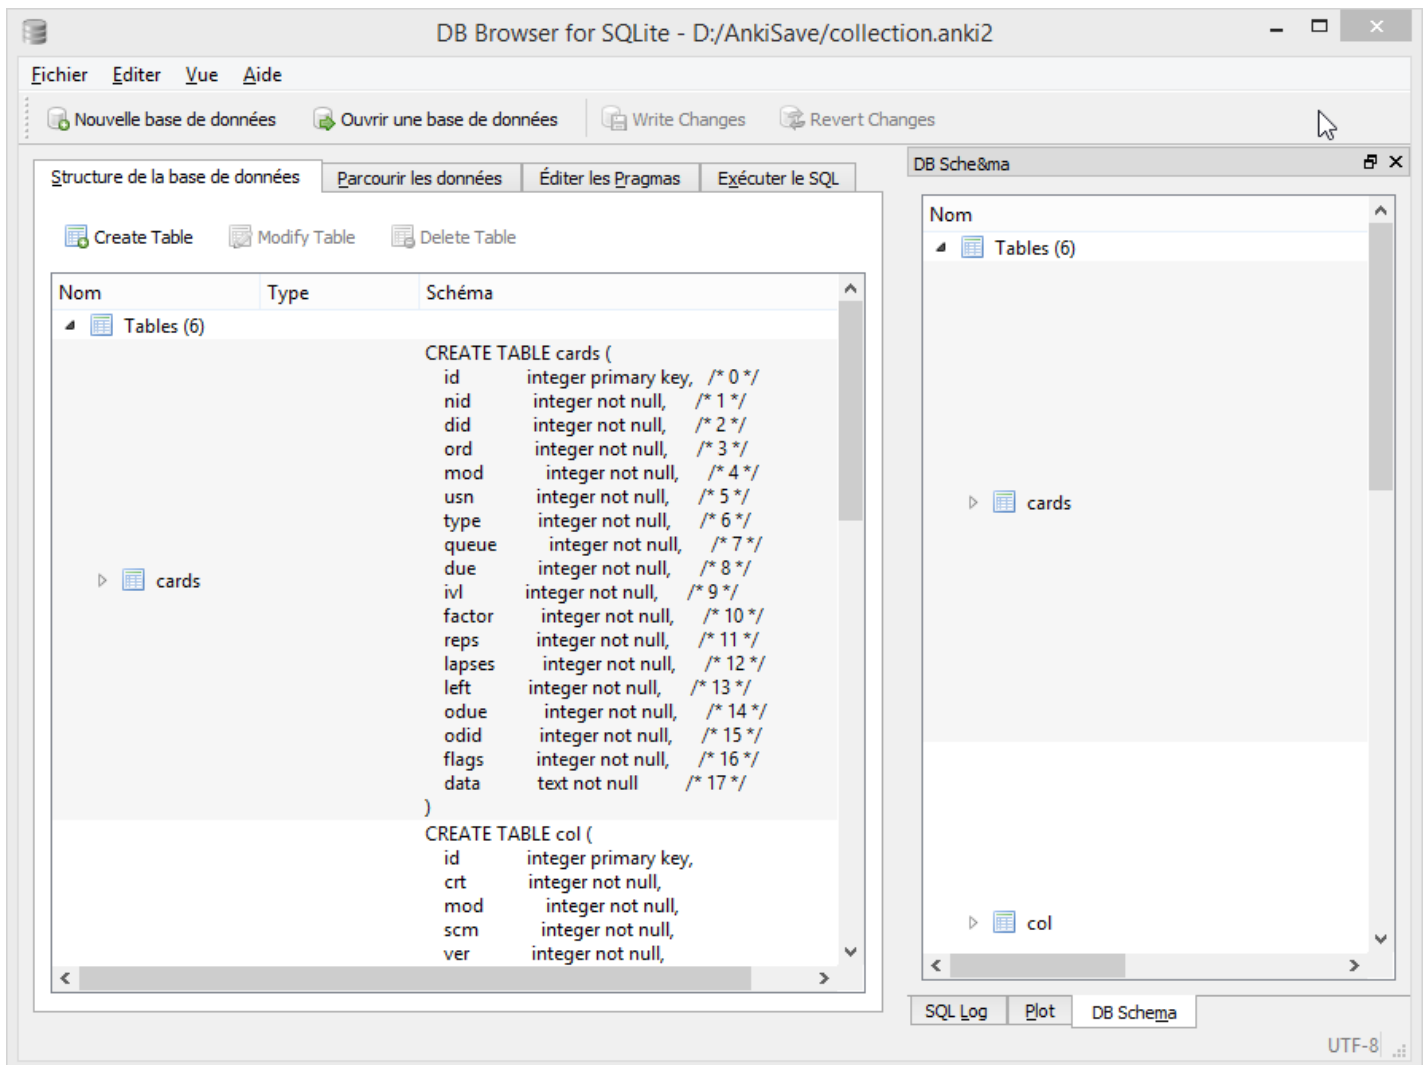 DB Browser for SQLite - D:/AnkiSave/collection.anki2
Fichier Editer Vue Aide
Nouvelle base de données Ouvrir une base de données Write Changes Revert Changes
Structure de la base de données Parcourir les données Éditer les Pragmas Exécuter le SQL
Create Table Modify Table Delete Table
Nom Type Schéma
Tables (6)
cards
CREATE TABLE cards (
id integer primary key, /* 0 */
nid integer not null, /* 1 */
did integer not null, /* 2 */
ord integer not null, /* 3 */
mod integer not null, /* 4 */
usn integer not null, /* 5 */
type integer not null, /* 6 */
queue integer not null, /* 7 */
due integer not null, /* 8 */
ivl integer not null, /* 9 */
factor integer not null, /* 10 */
reps integer not null, /* 11 */
lapses integer not null, /* 12 */
left integer not null, /* 13 */
odue integer not null, /* 14 */
odid integer not null, /* 15 */
flags integer not null, /* 16 */
data text not null /* 17 */
)
CREATE TABLE col (
id integer primary key,
crt integer not null,
mod integer not null,
scm integer not null,
ver integer not null,
DB Sche&ma
Nom
Tables (6)
cards
col
SQL Log Plot DB Schema
UTF-8